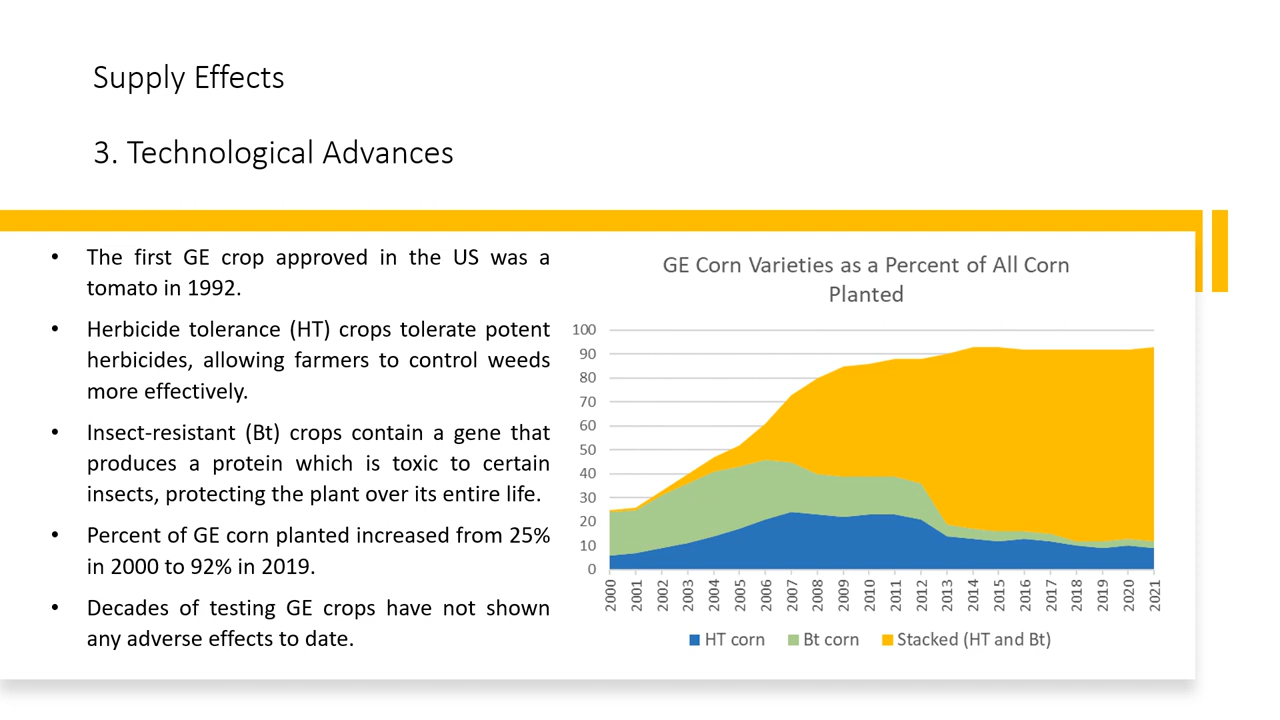 Supply Effects
3. Technological Advances
• The first GE crop approved in the US was a
tomato in 1992.
• Herbicide tolerance (HT) crops tolerate potent
herbicides, allowing farmers to control weeds
more effectively.
• Insect-resistant (Bt) crops contain a gene that
produces a protein which is toxic to certain
insects, protecting the plant over its entire life.
• Percent of GE corn planted increased from 25%
in 2000 to 92% in 2019.
• Decades of testing GE crops have not shown
any adverse effects to date.
GE Corn Varieties as a Percent of All Corn
Planted
100
90
80
70
60
50
40
30
20
10
0
2000 2001 2002 2003 2004 2005 2006 2007 2008 2009 2010 2011 2012 2013 2014 2015 2016 2017 2018 2019 2020 2021
HT corn Bt corn Stacked (HT and Bt)